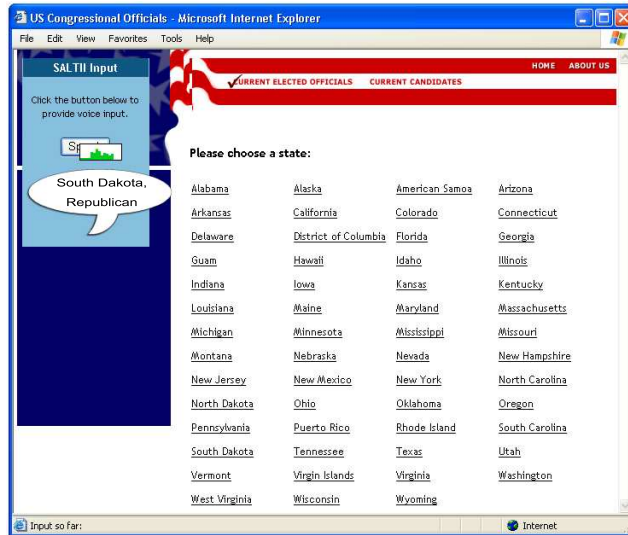 US Congressional Officials - Microsoft Internet Explorer
File Edit View Favorites Tools Help
SALTII Input
Click the button below to
provide voice input.
South Dakota,
Republican
HOME ABOUT US
CURRENT ELECTED OFFICIALS CURRENT CANDIDATES
Please choose a state:
Alabama Alaska American Samoa Arizona
Arkansas California Colorado Connecticut
Delaware District of Columbia Florida Georgia
Guam Hawaii Idaho Illinois
Indiana Iowa Kansas Kentucky
Louisiana Maine Maryland Massachusetts
Michigan Minnesota Mississippi Missouri
Montana Nebraska Nevada New Hampshire
New Jersey New Mexico New York North Carolina
North Dakota Ohio Oklahoma Oregon
Pennsylvania Puerto Rico Rhode Island South Carolina
South Dakota Tennessee Texas Utah
Vermont Virgin Islands Virginia Washington
West Virginia Wisconsin Wyoming
Input so far: Internet